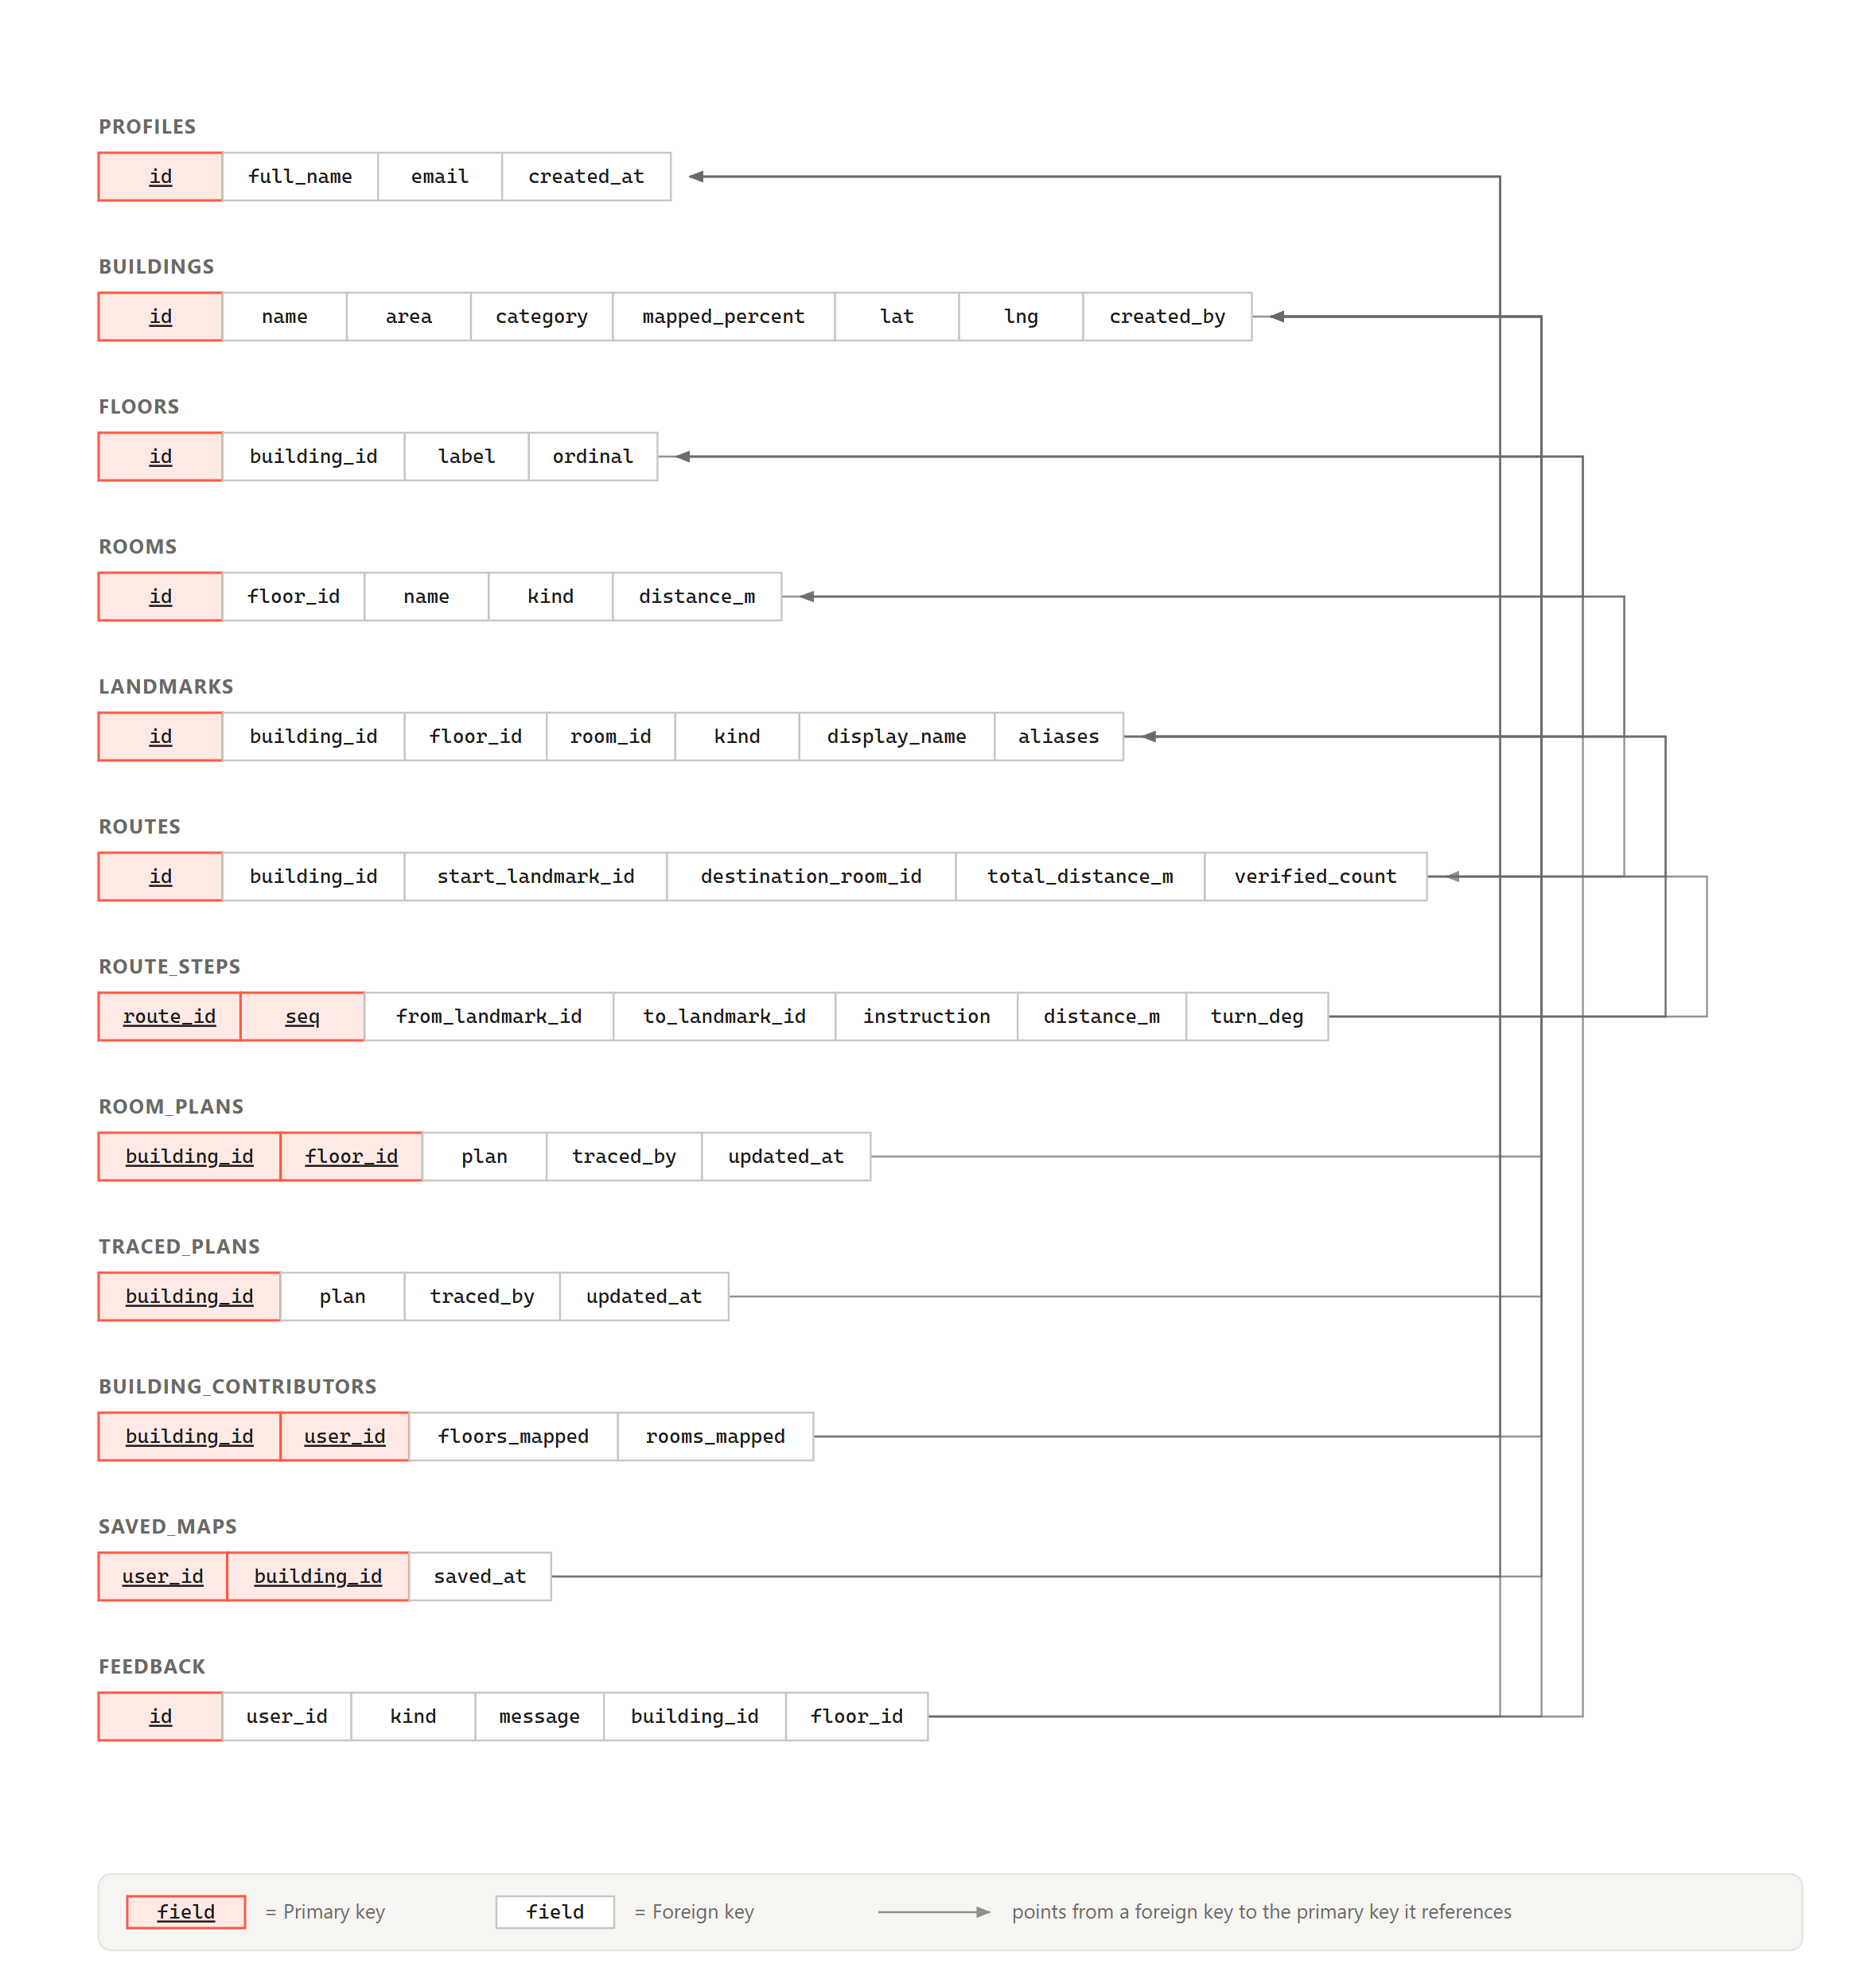 PROFILES
id full_name email created_at
BUILDINGS
id name area category mapped_percent lat lng created_by
FLOORS
id building_id label ordinal
ROOMS
id floor_id name kind distance_m
LANDMARKS
id building_id floor_id room_id kind display_name aliases
ROUTES
id building_id start_landmark_id destination_room_id total_distance_m verified_count
ROUTE_STEPS
route_id seq from_landmark_id to_landmark_id instruction distance_m turn_deg
ROOM_PLANS
building_id floor_id plan traced_by updated_at
TRACED_PLANS
building_id plan traced_by updated_at
BUILDING_CONTRIBUTORS
building_id user_id floors_mapped rooms_mapped
SAVED_MAPS
user_id building_id saved_at
FEEDBACK
id user_id kind message building_id floor_id
field = Primary key field = Foreign key points from a foreign key to the primary key it references